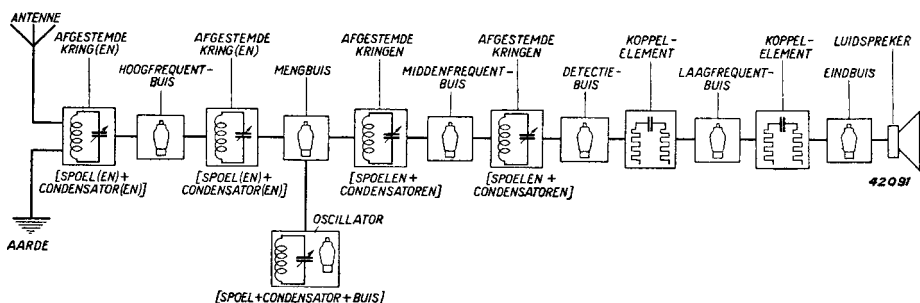 ANTENNE
AFGESTEMDE
KRING(EN)
HOOGFREQUENT-
BUIS
AFGESTEMDE
KRING(EN)
MENGBUIS
AFGESTEMDE
KRINGEN
MIDDENFREQUENT-
BUIS
AFGESTEMDE
KRINGEN
DETECTIE-
BUIS
KOPPEL-
ELEMENT
LAAGFREQUENT-
BUIS
KOPPEL-
ELEMENT
EINDBUIS
LUIDSPREKER
[SPOEL(EN)+
CONDENSATOR(EN)]
[SPOEL(EN)+
CONDENSATOR(EN)]
[SPOELEN+
CONDENSATOREN]
[SPOELEN+
CONDENSATOREN]
42091
AARDE
OSCILLATOR
[SPOEL+CONDENSATOR+BUIS]